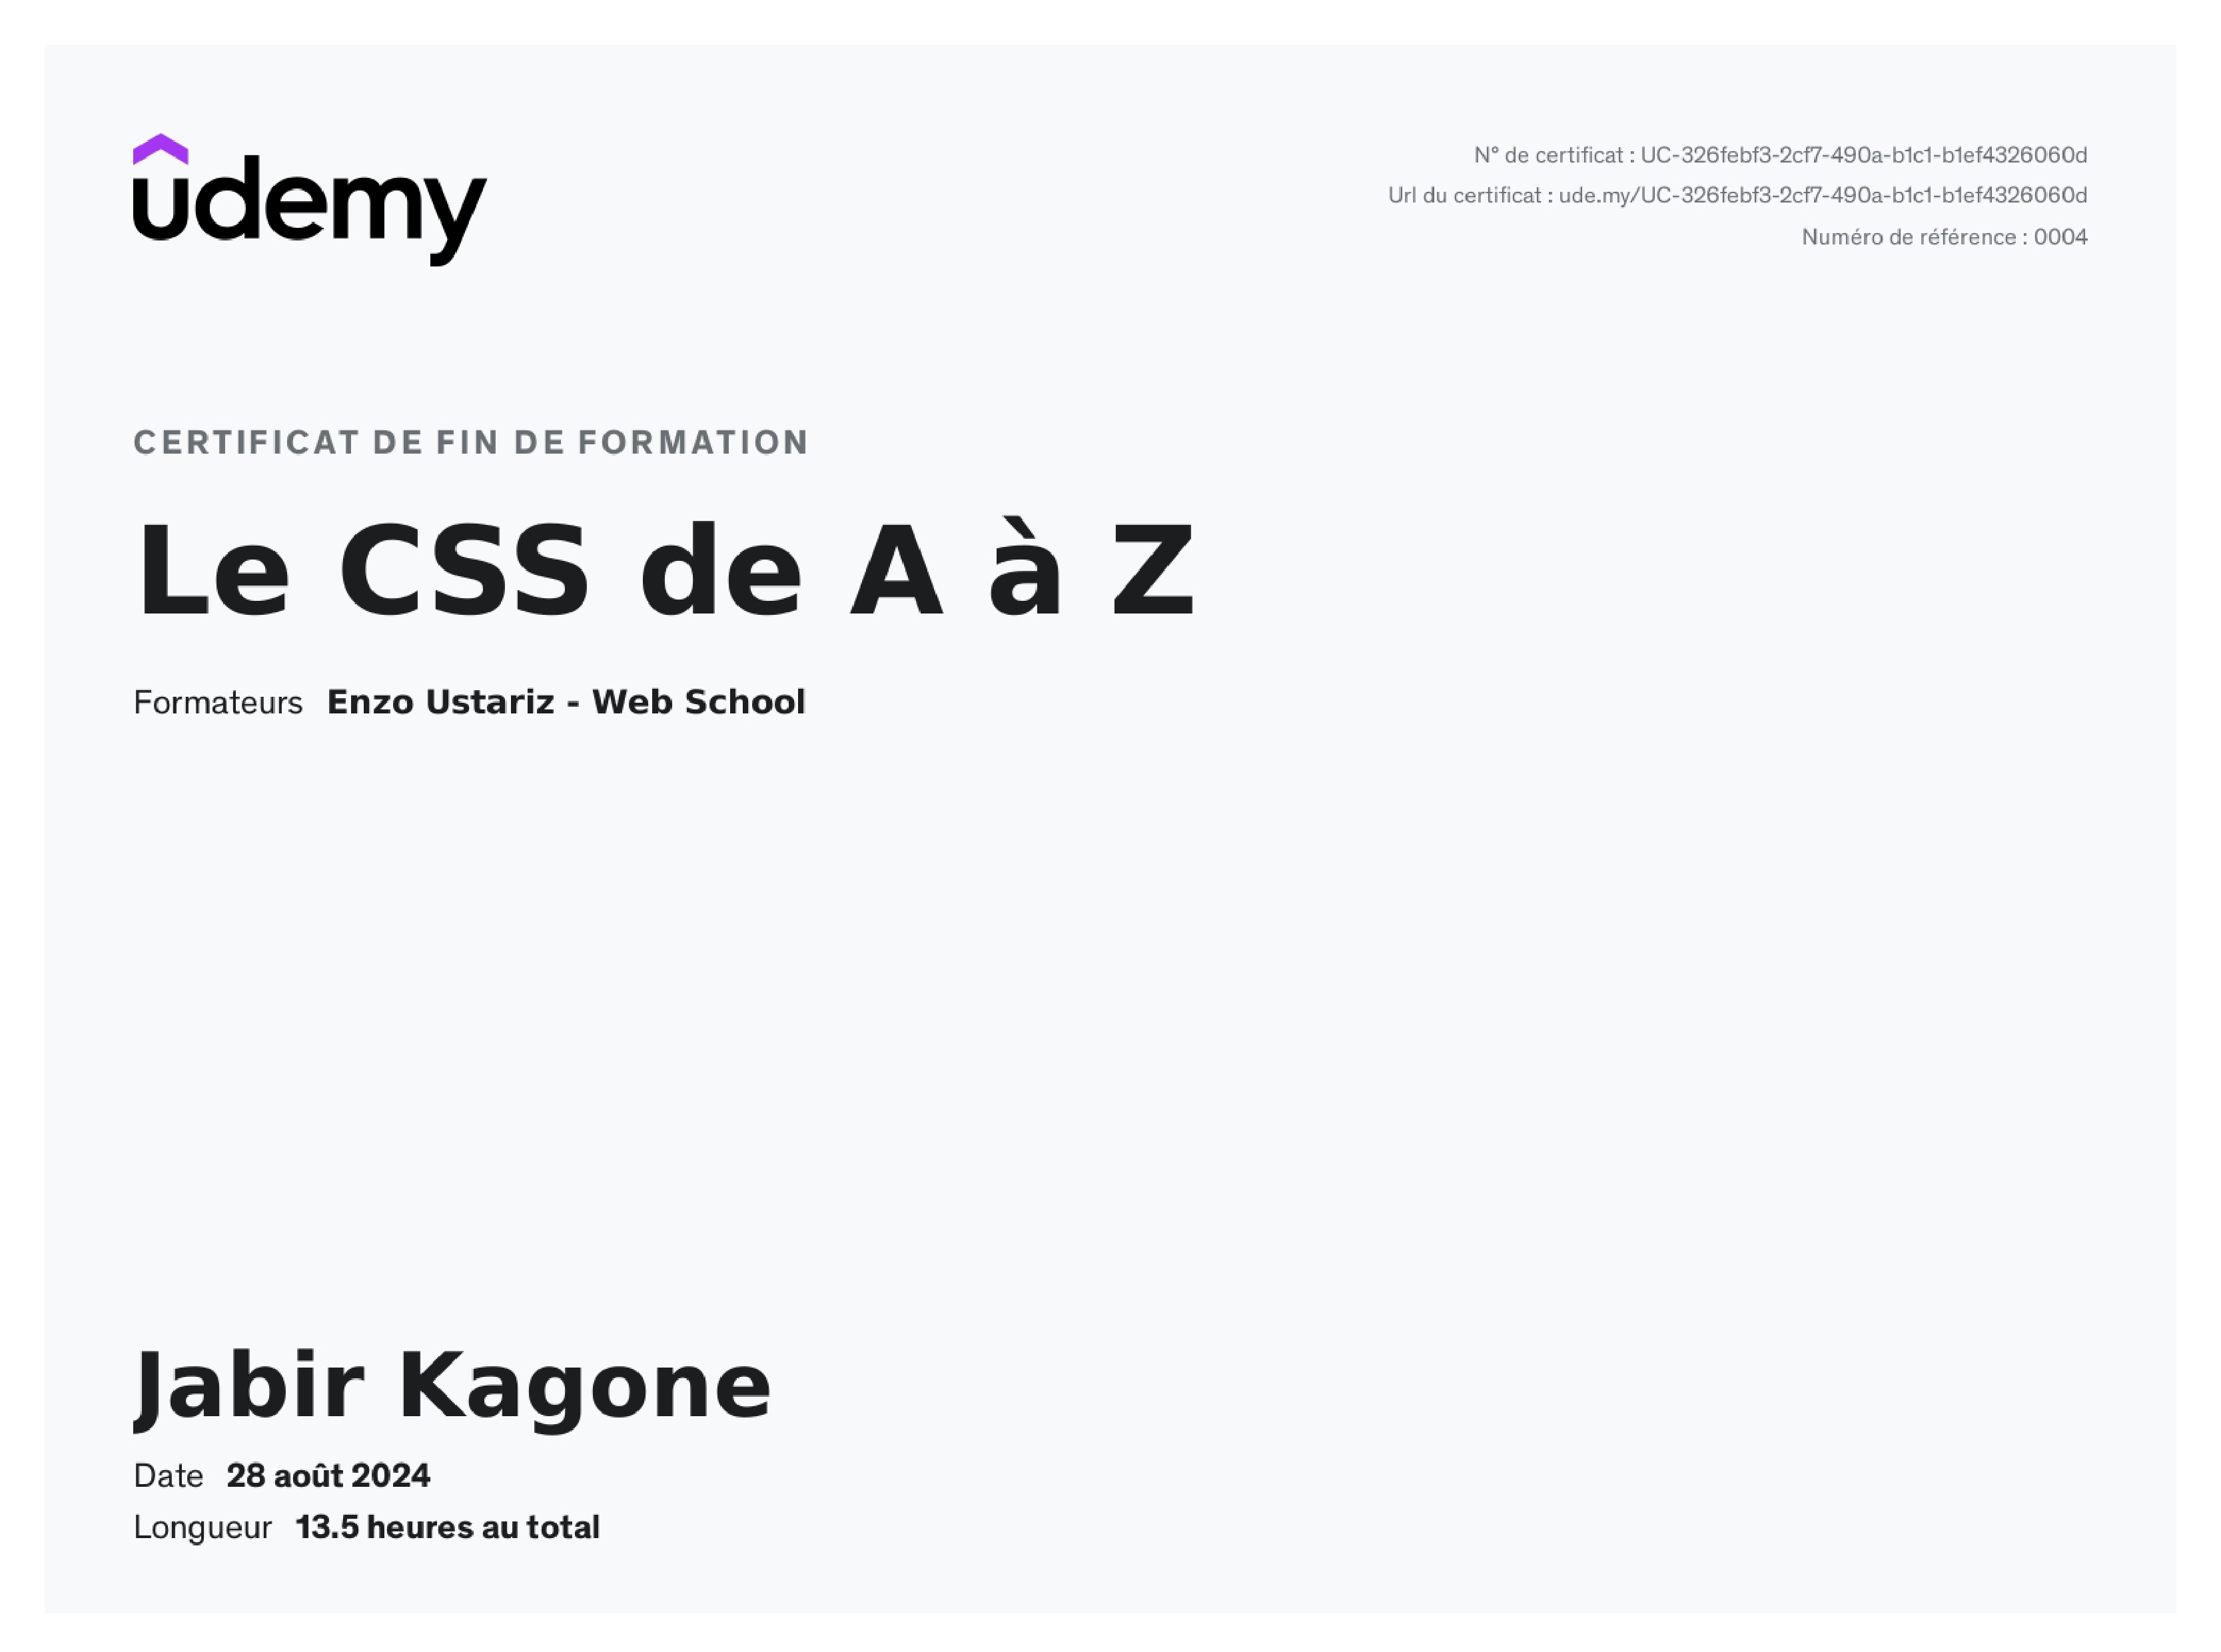 udemy
N° de certificat : UC-326febf3-2cf7-490a-b1c1-b1ef4326060d
Url du certificat : ude.my/UC-326febf3-2cf7-490a-b1c1-b1ef4326060d
Numéro de référence : 0004
CERTIFICAT DE FIN DE FORMATION
Le CSS de A à Z
Formateurs Enzo Ustariz - Web School
Jabir Kagone
Date 28 août 2024
Longueur 13.5 heures au total